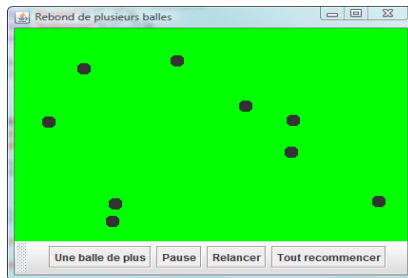 Rebond de plusieurs balles
Une balle de plus Pause Relancer Tout recommencer